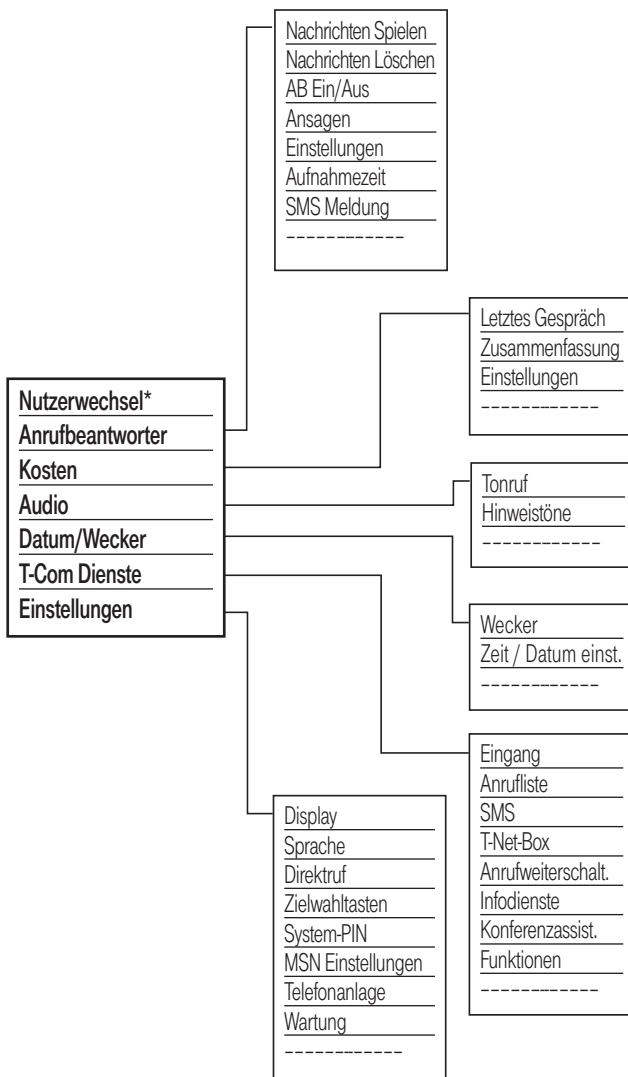 Nachrichten Spielen
Nachrichten Löschen
AB Ein/Aus
Ansagen
Einstellungen
Aufnahmezeit
SMS Meldung
Letztes Gespräch
Zusammenfassung
Einstellungen
Nutzerwechsel*
Anrufbeantworter
Kosten
Audio
Datum/Wecker
T-Com Dienste
Einstellungen
Tonruf
Hinweistöne
Wecker
Zeit / Datum einst.
Eingang
Anrufliste
SMS
T-Net-Box
Anrufweiterschalt.
Infodienste
Konferenzassist.
Funktionen
Display
Sprache
Direktruf
Zielwahltasten
System-PIN
MSN Einstellungen
Telefonanlage
Wartung